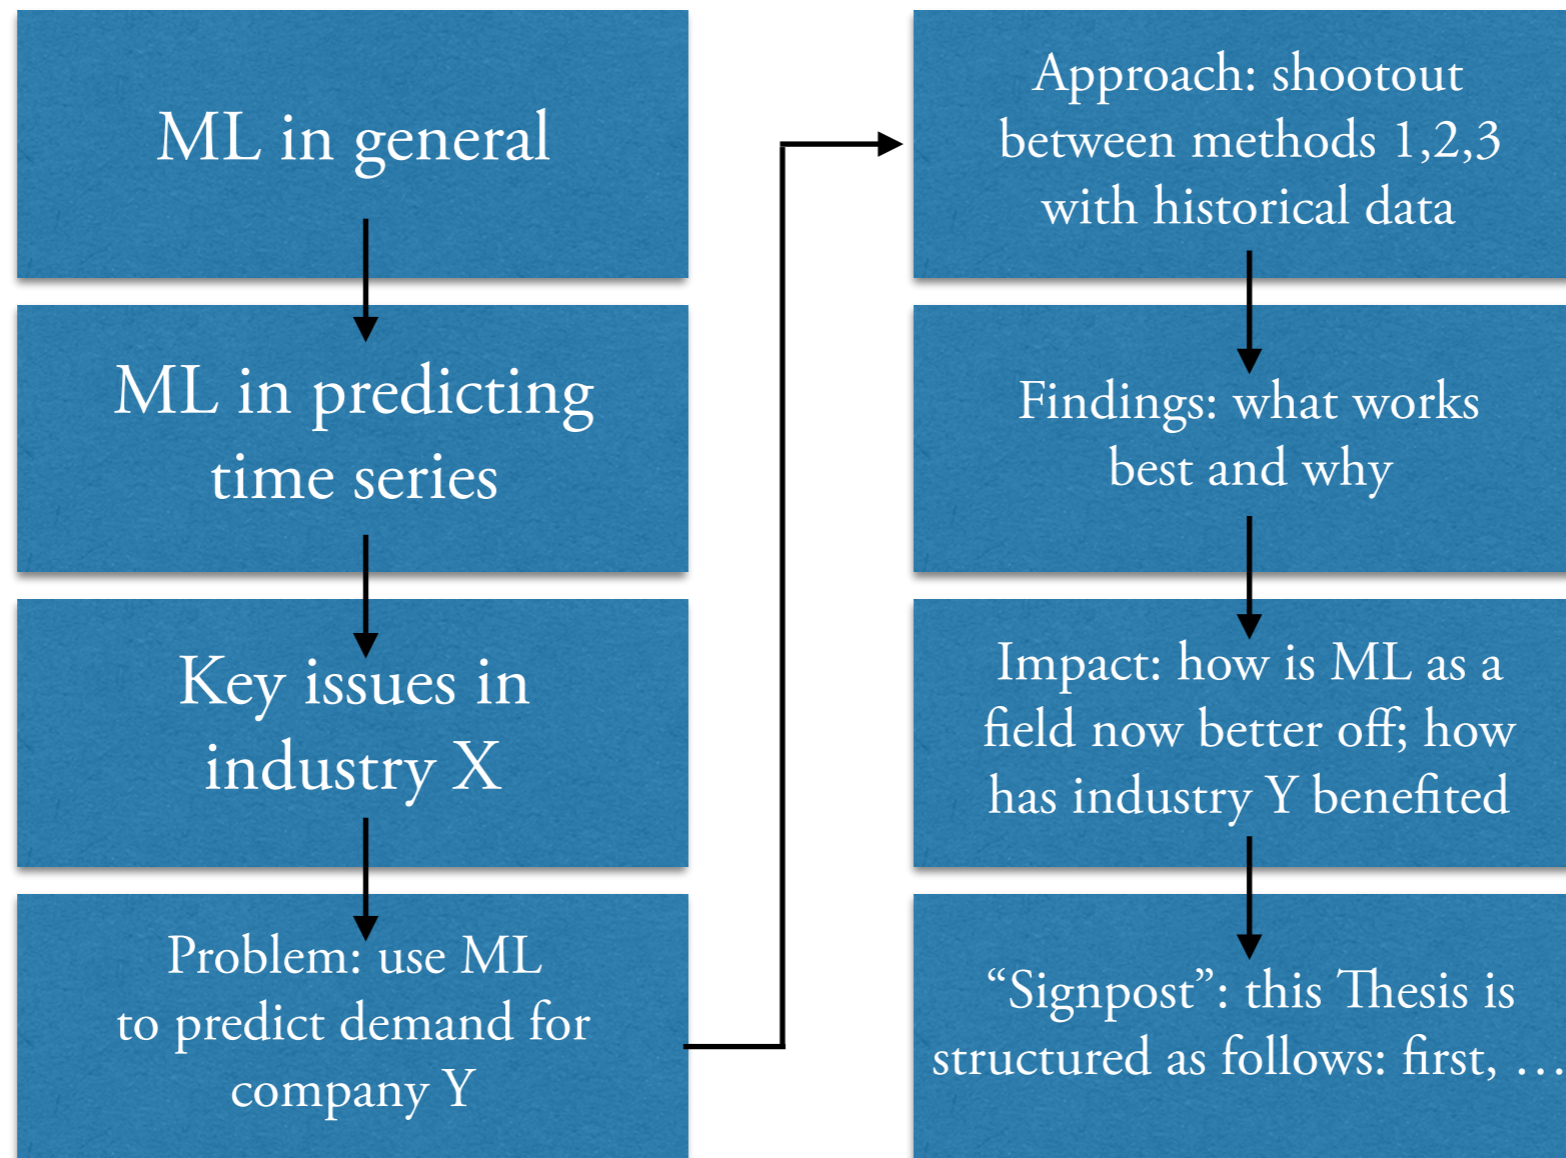 ML in general
ML in predicting
time series
Key issues in
industry X
Problem: use ML
to predict demand for
company Y
Approach: shootout
between methods 1,2,3
with historical data
Findings: what works
best and why
Impact: how is ML as a
field now better off; how
has industry Y benefited
“Signpost”: this Thesis is
structured as follows: first, …